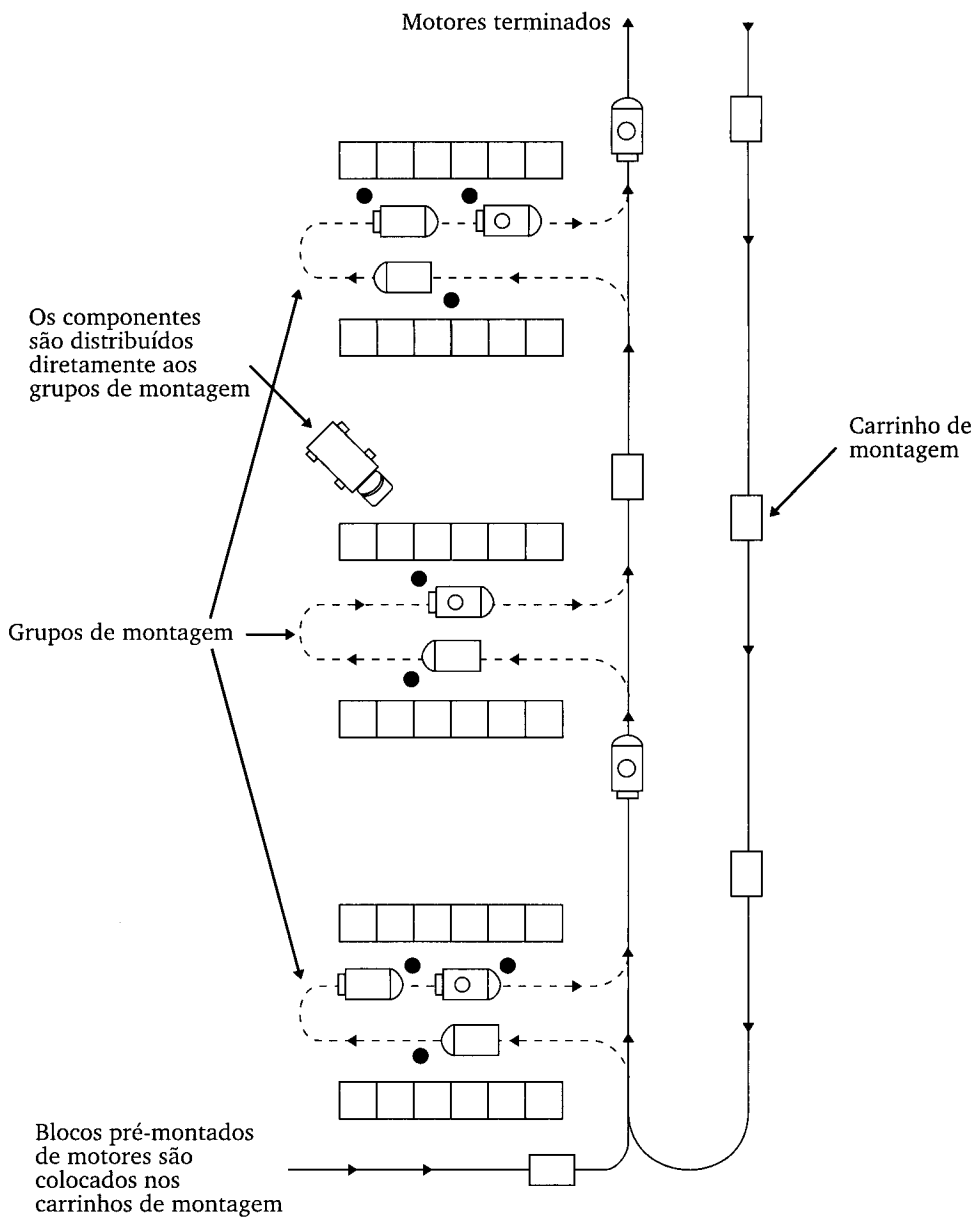 Motores terminados
Os componentes
são distribuídos
diretamente aos
grupos de montagem
Carrinho de
montagem
Grupos de montagem
Blocos pré-montados
de motores são
colocados nos
carrinhos de montagem